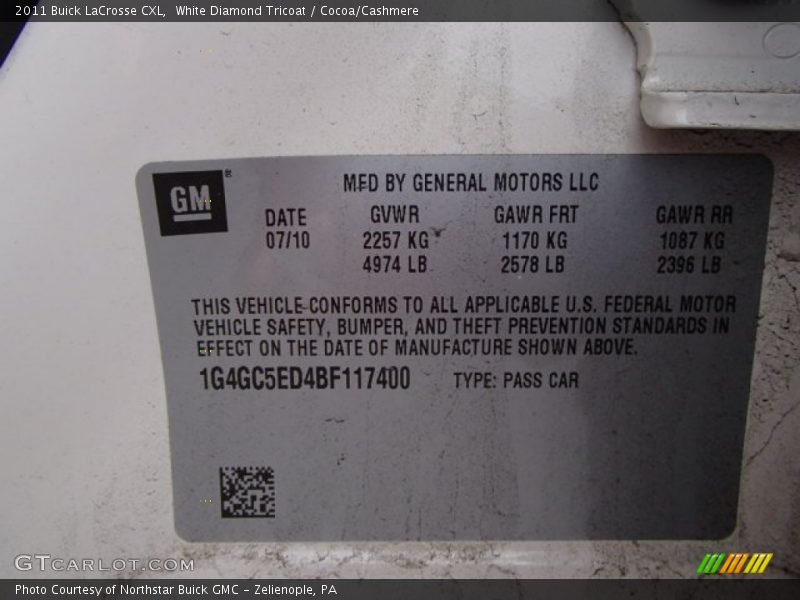 2011 Buick LaCrosse CXL, White Diamond Tricoat / Cocoa/Cashmere
GM®
MFD BY GENERAL MOTORS LLC
DATE GVWR GAWR FRT GAWR RR
07/10 2257 KG 1170 KG 1087 KG
4974 LB 2578 LB 2396 LB
THIS VEHICLE CONFORMS TO ALL APPLICABLE U.S. FEDERAL MOTOR
VEHICLE SAFETY, BUMPER, AND THEFT PREVENTION STANDARDS IN
EFFECT ON THE DATE OF MANUFACTURE SHOWN ABOVE.
1G4GC5ED4BF117400 TYPE: PASS CAR
GTCARLOT.COM
Photo Courtesy of Northstar Buick GMC – Zelienople, PA